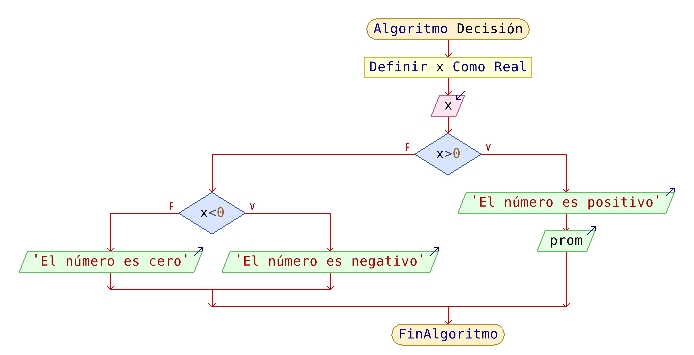 Algoritmo Decisión
Definir x Como Real
x
x>0
F
V
x<0
F
V
'El número es positivo'
prom
'El número es cero'
'El número es negativo'
FinAlgoritmo